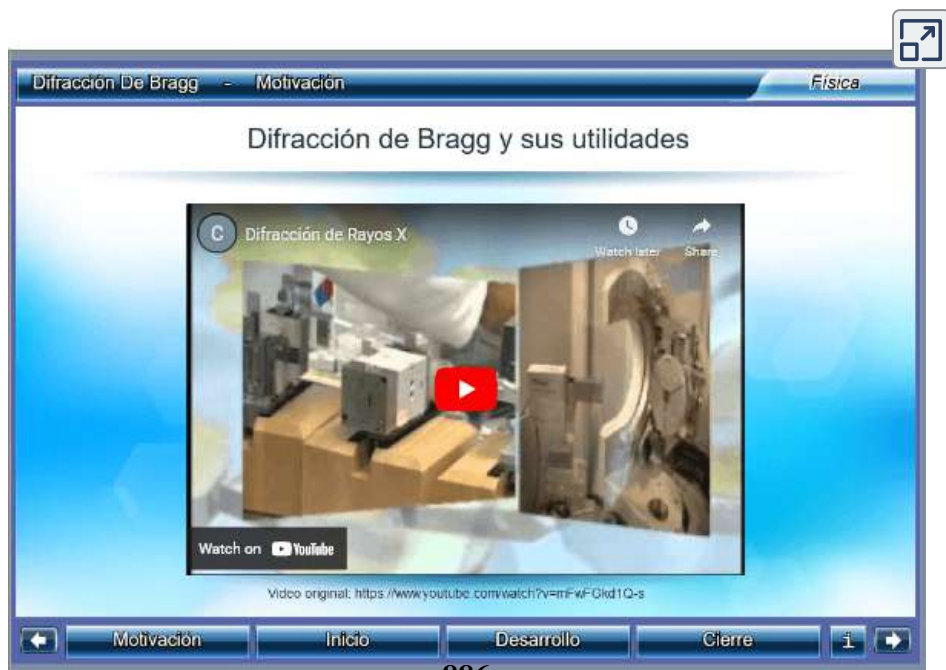 Difracción De Bragg - Motivación
Física
Difracción de Bragg y sus utilidades
C
Difracción de Rayos X
Watch later
Share
Watch on YouTube
Video original: https://www.youtube.com/watch?v=mFwFGkd1Q-s
Motivación
Inicio
Desarrollo
Cierre
i